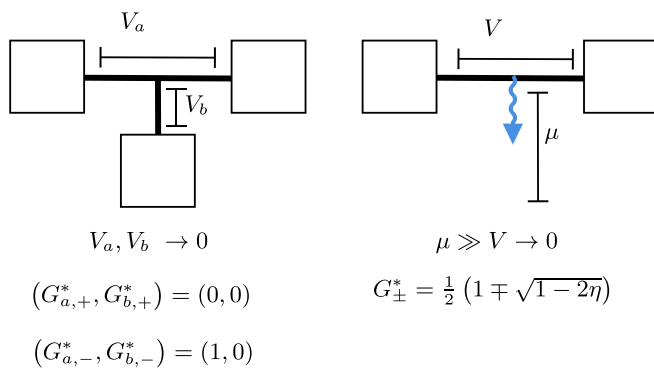 V_a
V_b
V_a, V_b → 0
(G^*_{a,+}, G^*_{b,+}) = (0, 0)
(G^*_{a,−}, G^*_{b,−}) = (1, 0)
V
μ
μ ≫ V → 0
G^*_± = 1/2 (1 ∓ √(1 − 2η))